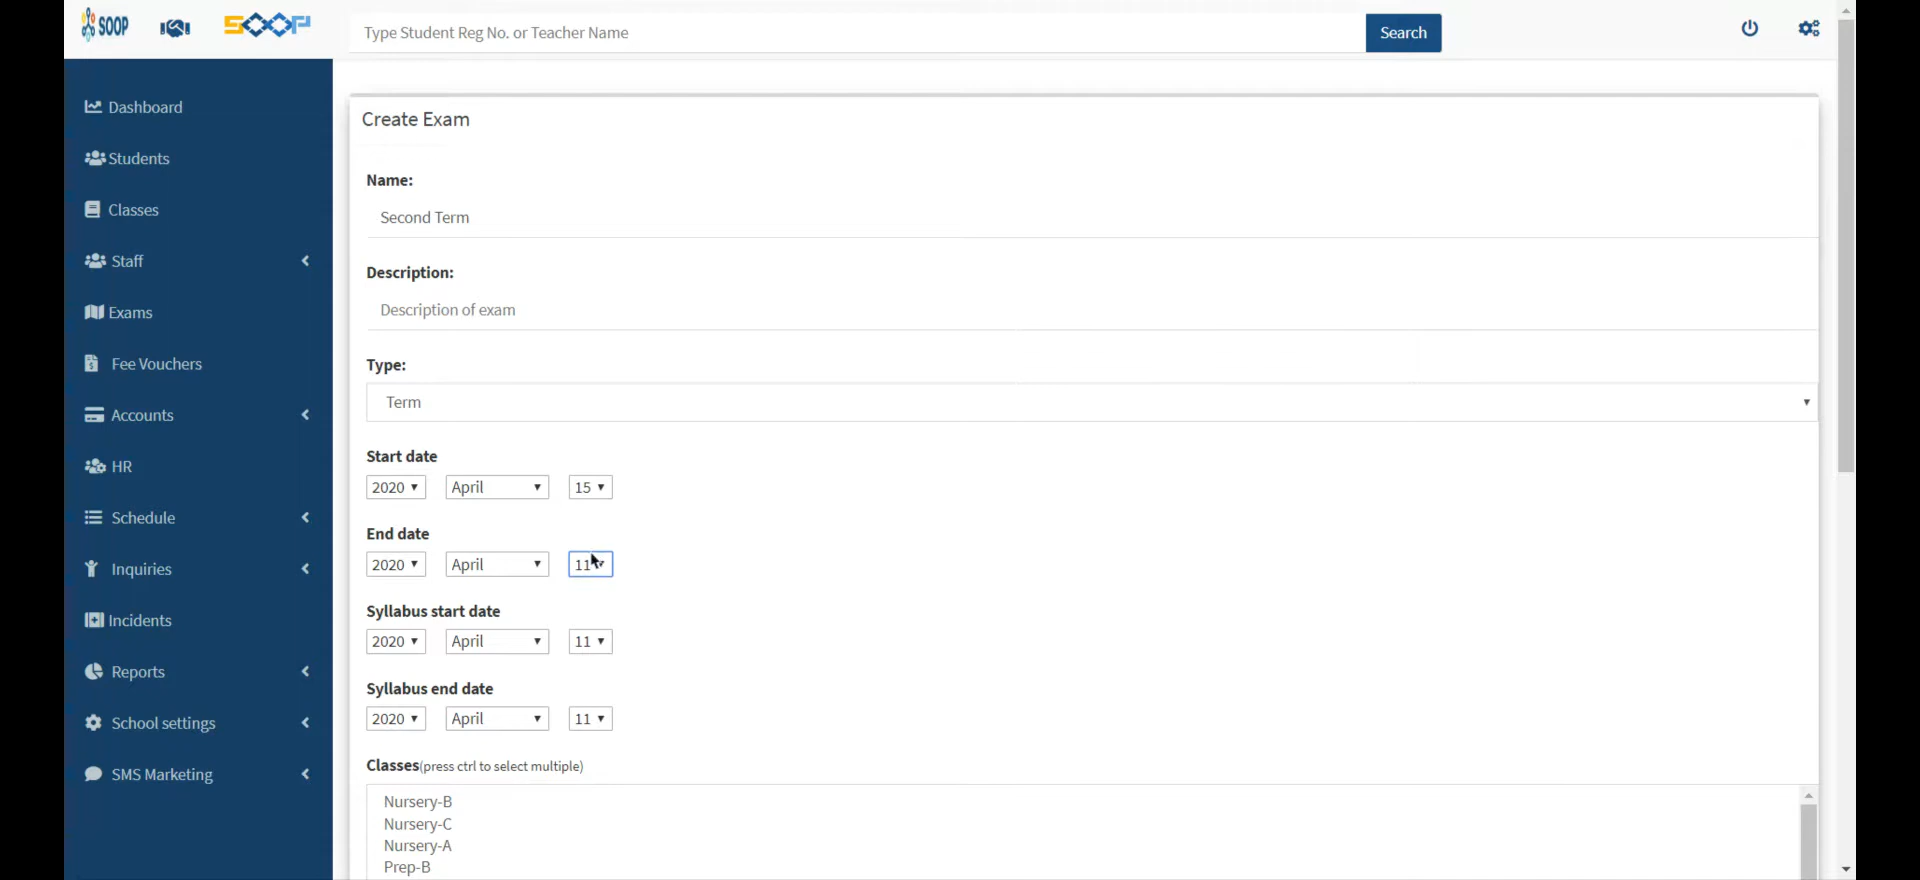 SOOP
SOOP
Type Student Reg No. or Teacher Name
Search
Dashboard
Students
Classes
Staff
Exams
Fee Vouchers
Accounts
HR
Schedule
Inquiries
Incidents
Reports
School settings
SMS Marketing
Create Exam
Name:
Second Term
Description:
Description of exam
Type:
Term
Start date
2020 April 15
End date
2020 April 11
Syllabus start date
2020 April 11
Syllabus end date
2020 April 11
Classes(press ctrl to select multiple)
Nursery-B
Nursery-C
Nursery-A
Prep-B